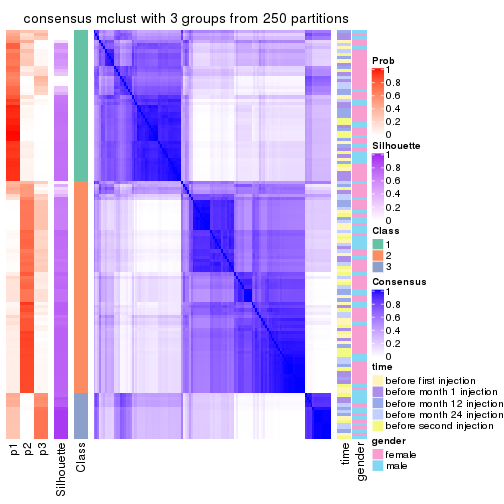 consensus mclust with 3 groups from 250 partitions
Prob
1
0.8
0.6
0.4
0.2
0
Silhouette
1
0.8
0.6
0.4
0.2
0
Class
1
2
3
Consensus
1
0.8
0.6
0.4
0.2
0
time
before first injection
before month 1 injection
before month 12 injection
before month 24 injection
before second injection
gender
female
male
p1
p2
p3
Silhouette
Class
time
gender